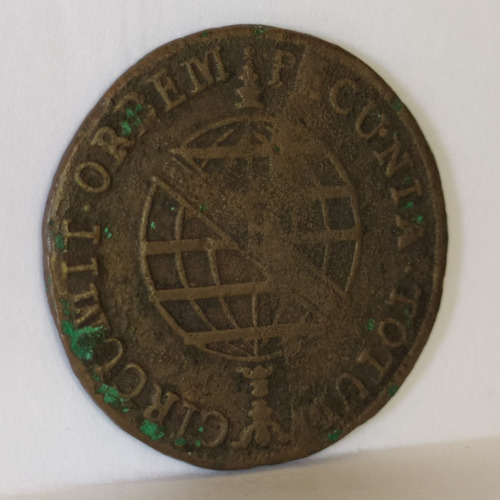 PECUNIA · TOTUM CIRCUMIT · ORBEM